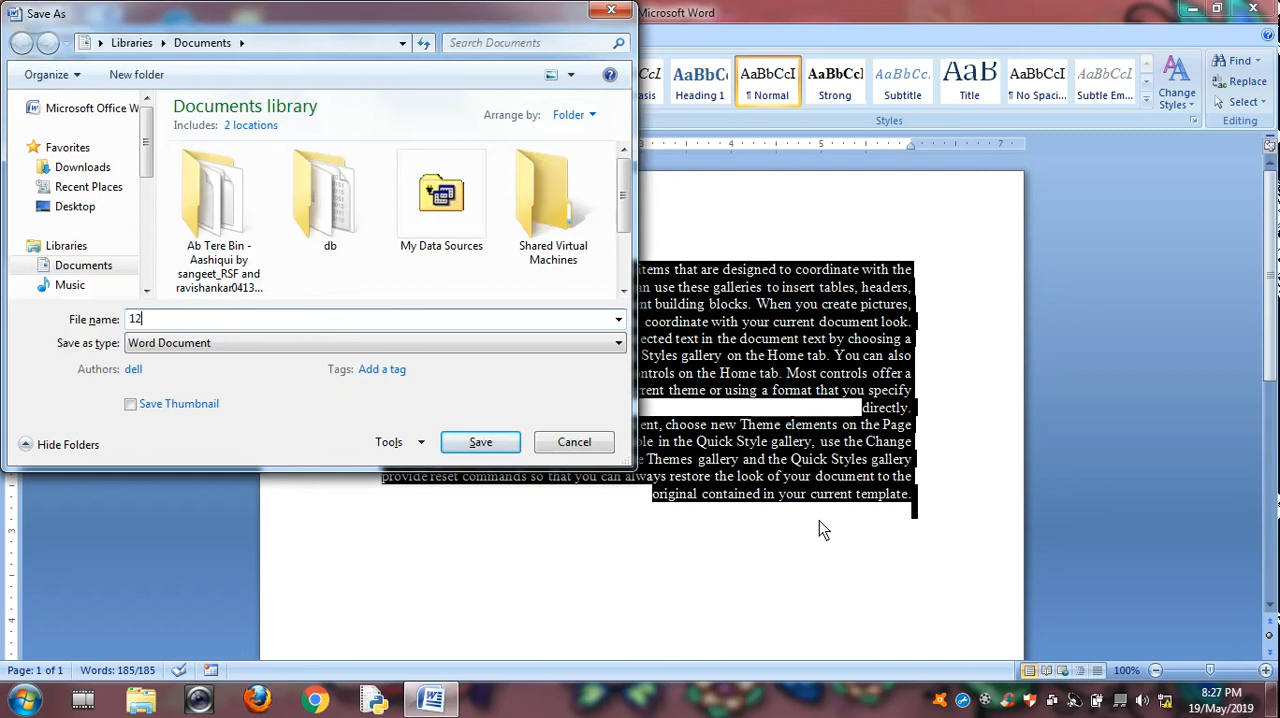 Save As
Microsoft Word
Libraries Documents
Search Documents
Organize New folder
Microsoft Office W
Favorites
Downloads
Recent Places
Desktop
Libraries
Documents
Music
Documents library
Includes: 2 locations
Arrange by: Folder
Ab Tere Bin -
Aashiqui by
sangeet_RSF and
ravishankar0413...
db
My Data Sources
Shared Virtual
Machines
File name: 12
Save as type: Word Document
Authors: dell
Tags: Add a tag
Save Thumbnail
Hide Folders
Tools Save Cancel
AaBbCc AaBbCcI AaBbCcI AaBbCcI AaB AaBbCcI AaBbCcI
asis Heading 1 ¶ Normal Strong Subtitle Title ¶ No Spaci... Subtle Em...
Change
Styles
Styles
Find
Replace
Select
Editing
3 4 5 6 7
items that are designed to coordinate with the
an use these galleries to insert tables, headers,
nt building blocks. When you create pictures,
coordinate with your current document look.
ected text in the document text by choosing a
Styles gallery on the Home tab. You can also
ntrols on the Home tab. Most controls offer a
rrent theme or using a format that you specify
directly.
ent, choose new Theme elements on the Page
ble in the Quick Style gallery, use the Change
e Themes gallery and the Quick Styles gallery
provide reset commands so that you can always restore the look of your document to the
original contained in your current template.
3
4
Page: 1 of 1 Words: 185/185
100%
8:27 PM
19/May/2019